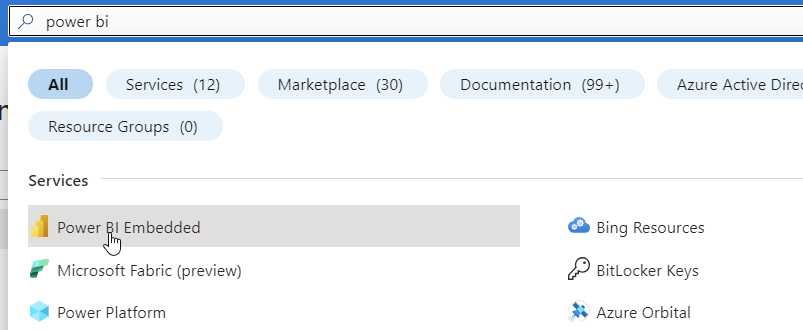 power bi
All Services (12) Marketplace (30) Documentation (99+) Azure Active Direc
Resource Groups (0)
Services
Power BI Embedded Bing Resources
Microsoft Fabric (preview) BitLocker Keys
Power Platform Azure Orbital